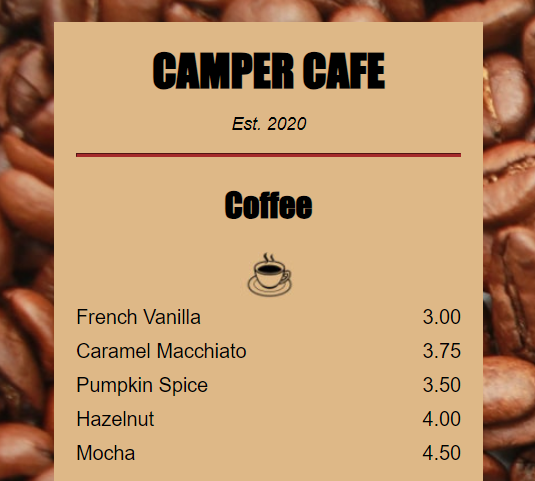 CAMPER CAFE
Est. 2020
Coffee
French Vanilla 3.00
Caramel Macchiato 3.75
Pumpkin Spice 3.50
Hazelnut 4.00
Mocha 4.50